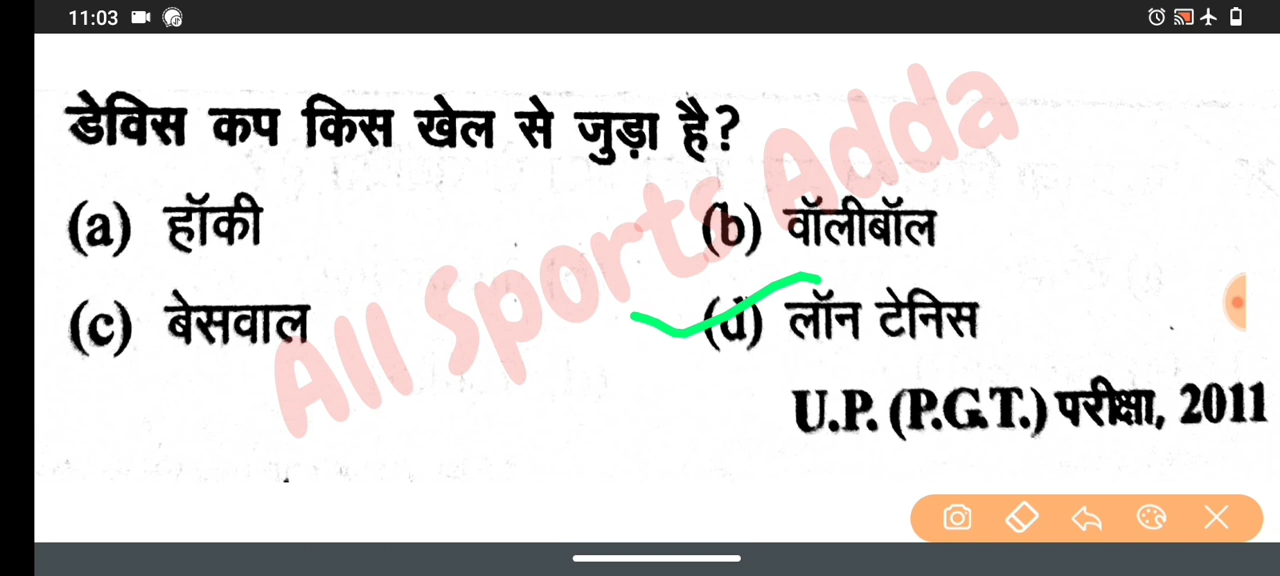 11:03
डेविस कप किस खेल से जुड़ा है?
(a) हॉकी (b) वॉलीबॉल
(c) बेसवाल (d) लॉन टेनिस
U.P. (P.G.T.) परीक्षा, 2011
All Sports Adda